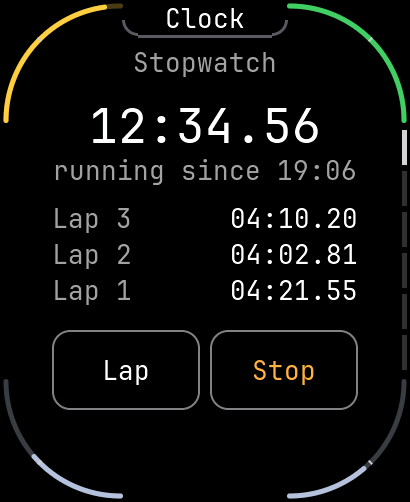 Clock
Stopwatch
12:34.56
running since 19:06
Lap 3 04:10.20
Lap 2 04:02.81
Lap 1 04:21.55
Lap Stop